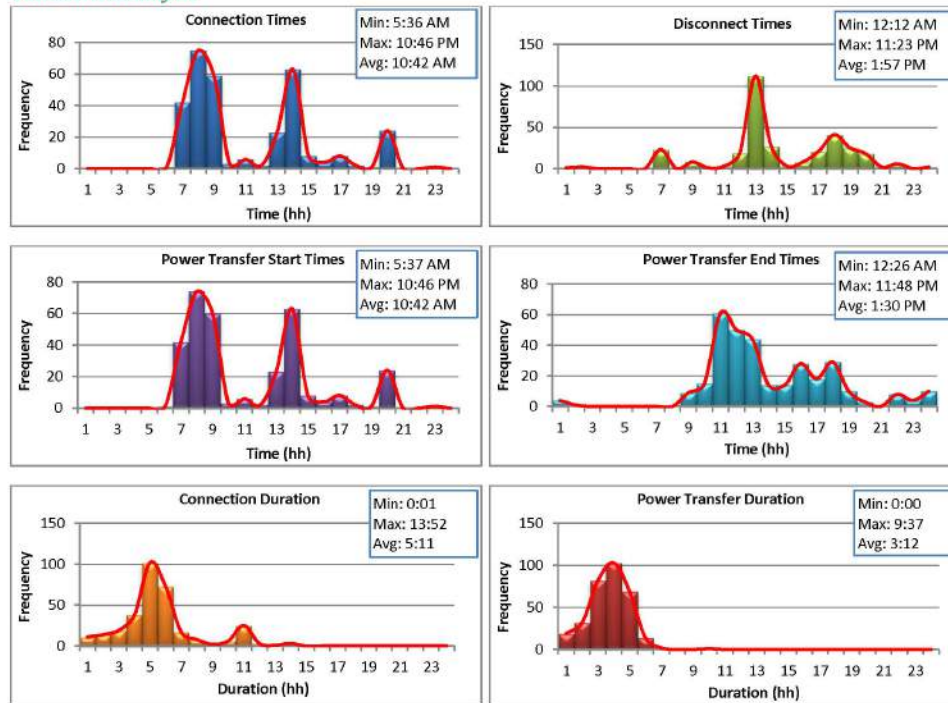 Connection Times
Min: 5:36 AM
Max: 10:46 PM
Avg: 10:42 AM
80
60
40
20
0
Frequency
1 3 5 7 9 11 13 15 17 19 21 23
Time (hh)
Disconnect Times
Min: 12:12 AM
Max: 11:23 PM
Avg: 1:57 PM
150
100
50
0
Frequency
1 3 5 7 9 11 13 15 17 19 21 23
Time (hh)
Power Transfer Start Times
Min: 5:37 AM
Max: 10:46 PM
Avg: 10:42 AM
80
60
40
20
0
Frequency
1 3 5 7 9 11 13 15 17 19 21 23
Time (hh)
Power Transfer End Times
Min: 12:26 AM
Max: 11:48 PM
Avg: 1:30 PM
80
60
40
20
0
Frequency
1 3 5 7 9 11 13 15 17 19 21 23
Time (hh)
Connection Duration
Min: 0:01
Max: 13:52
Avg: 5:11
150
100
50
0
Frequency
1 3 5 7 9 11 13 15 17 19 21 23
Duration (hh)
Power Transfer Duration
Min: 0:00
Max: 9:37
Avg: 3:12
150
100
50
0
Frequency
1 3 5 7 9 11 13 15 17 19 21 23
Duration (hh)